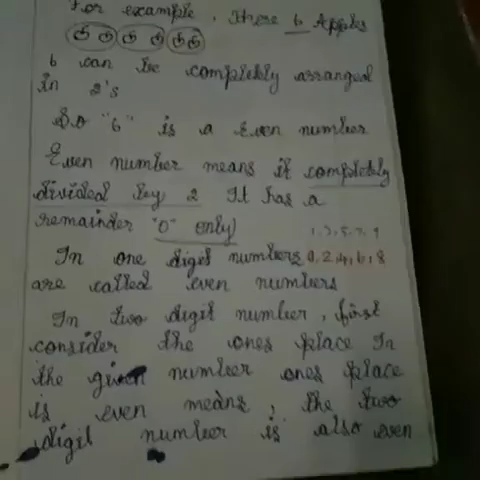 For example, There 6 Apples
6 can be completely arranged
in 2's
So "6" is a Even number
Even number means it completely
divided by 2 It has a
remainder "0" only
1, 3, 5, 7, 9
In one digit numbers 0, 2, 4, 6, 8
are called even numbers
In two digit number, first
consider the ones place In
the given number ones place
is even means, the two
digit number is also even